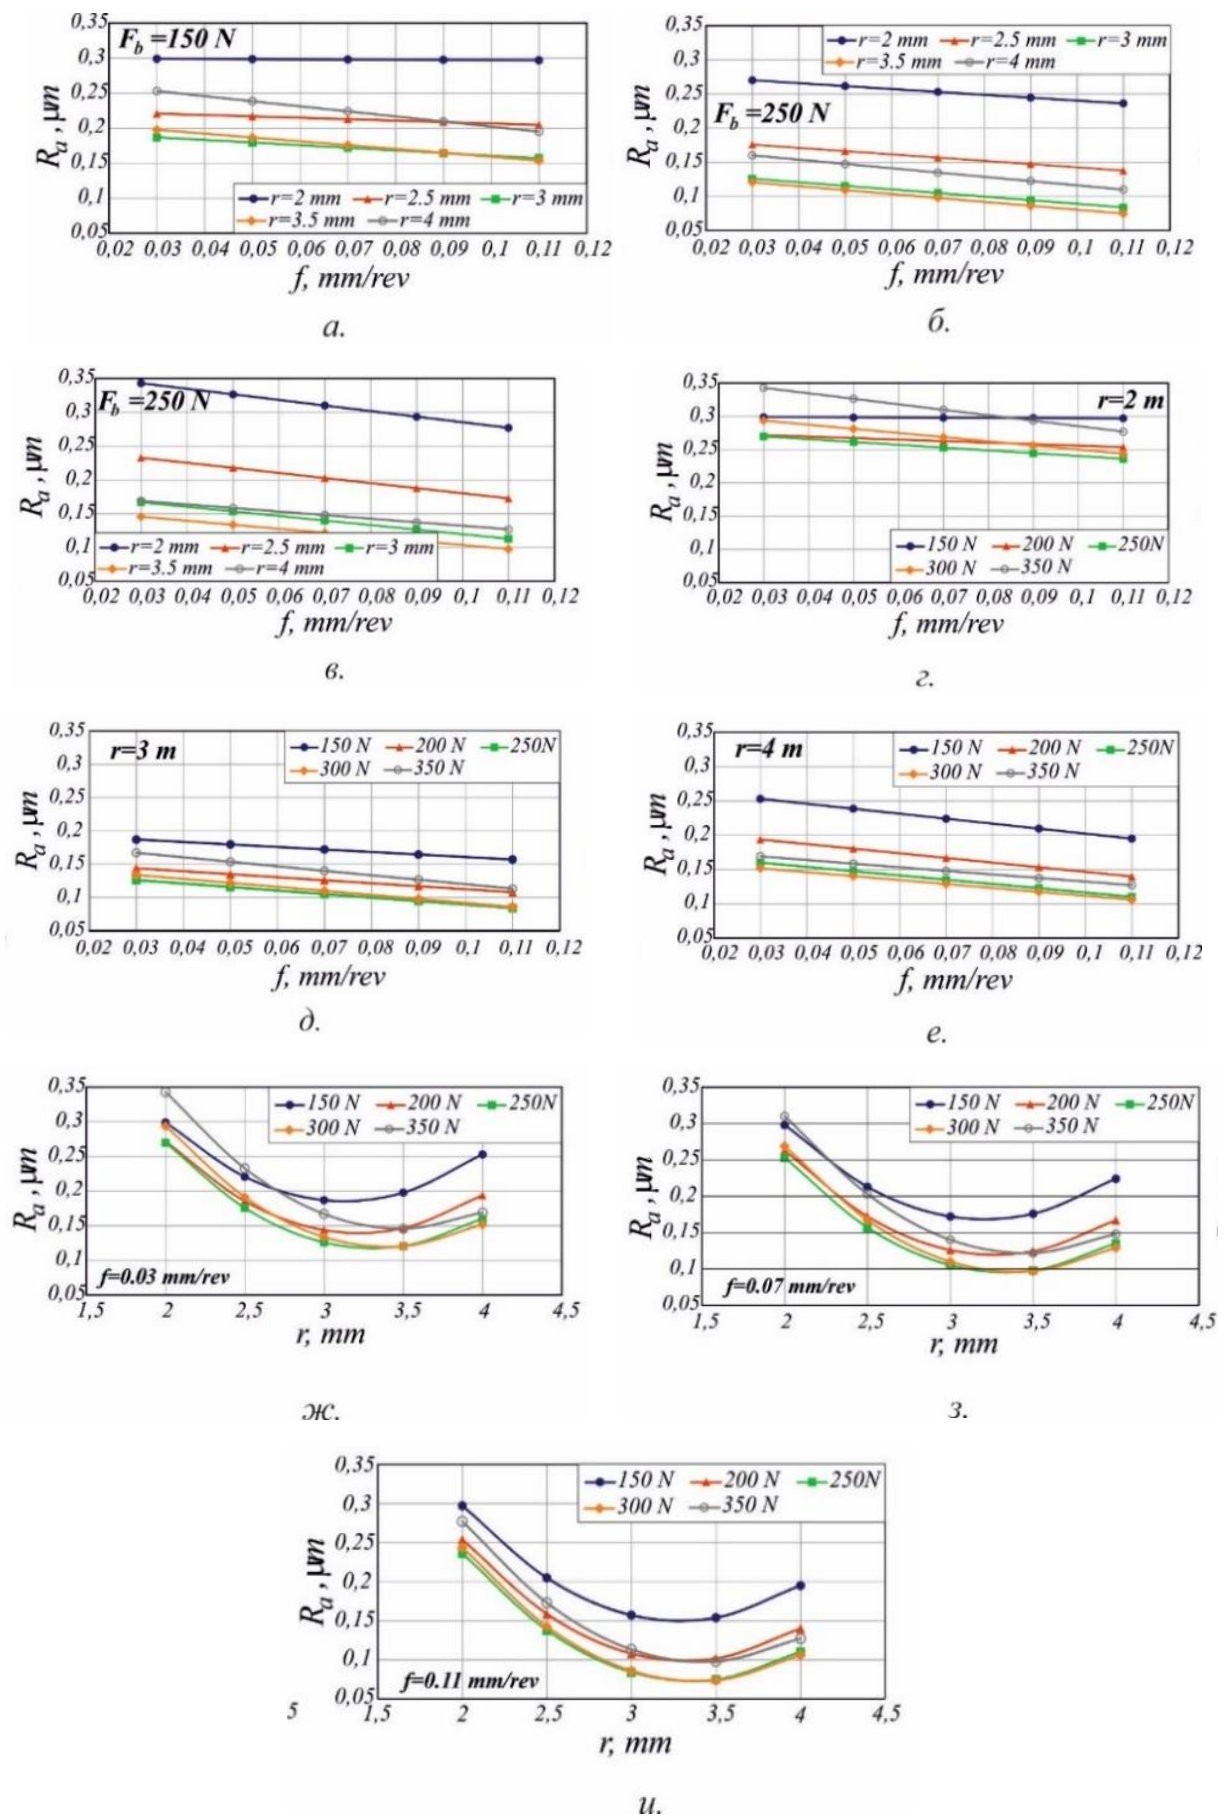 0,35
0,3
0,25
0,2
0,15
0,1
0,05
Rₐ, μm
F_b=150 N
r=2 mm r=2.5 mm r=3 mm
r=3.5 mm r=4 mm
0,02 0,03 0,04 0,05 0,06 0,07 0,08 0,09 0,1 0,11 0,12
f, mm/rev
а.
0,35
0,3
0,25
0,2
0,15
0,1
0,05
Rₐ, μm
r=2 mm r=2.5 mm r=3 mm
r=3.5 mm r=4 mm
F_b=250 N
0,02 0,03 0,04 0,05 0,06 0,07 0,08 0,09 0,1 0,11 0,12
f, mm/rev
б.
0,35
0,3
0,25
0,2
0,15
0,1
0,05
Rₐ, μm
F_b=250 N
r=2 mm r=2.5 mm r=3 mm
r=3.5 mm r=4 mm
0,02 0,03 0,04 0,05 0,06 0,07 0,08 0,09 0,1 0,11 0,12
f, mm/rev
в.
0,35
0,3
0,25
0,2
0,15
0,1
0,05
Rₐ, μm
r=2 m
150 N 200 N 250N
300 N 350 N
0,02 0,03 0,04 0,05 0,06 0,07 0,08 0,09 0,1 0,11 0,12
f, mm/rev
г.
0,35
0,3
0,25
0,2
0,15
0,1
0,05
Rₐ, μm
r=3 m
150 N 200 N 250N
300 N 350 N
0,02 0,03 0,04 0,05 0,06 0,07 0,08 0,09 0,1 0,11 0,12
f, mm/rev
д.
0,35
0,3
0,25
0,2
0,15
0,1
0,05
Rₐ, μm
r=4 m
150 N 200 N 250N
300 N 350 N
0,02 0,03 0,04 0,05 0,06 0,07 0,08 0,09 0,1 0,11 0,12
f, mm/rev
е.
0,35
0,3
0,25
0,2
0,15
0,1
0,05
Rₐ, μm
150 N 200 N 250N
300 N 350 N
f=0.03 mm/rev
1,5 2 2,5 3 3,5 4 4,5
r, mm
ж.
0,35
0,3
0,25
0,2
0,15
0,1
0,05
Rₐ, μm
150 N 200 N 250N
300 N 350 N
f=0.07 mm/rev
1,5 2 2,5 3 3,5 4 4,5
r, mm
з.
0,35
0,3
0,25
0,2
0,15
0,1
0,05
Rₐ, μm
150 N 200 N 250N
300 N 350 N
f=0.11 mm/rev
5
1,5 2 2,5 3 3,5 4 4,5
r, mm
и.